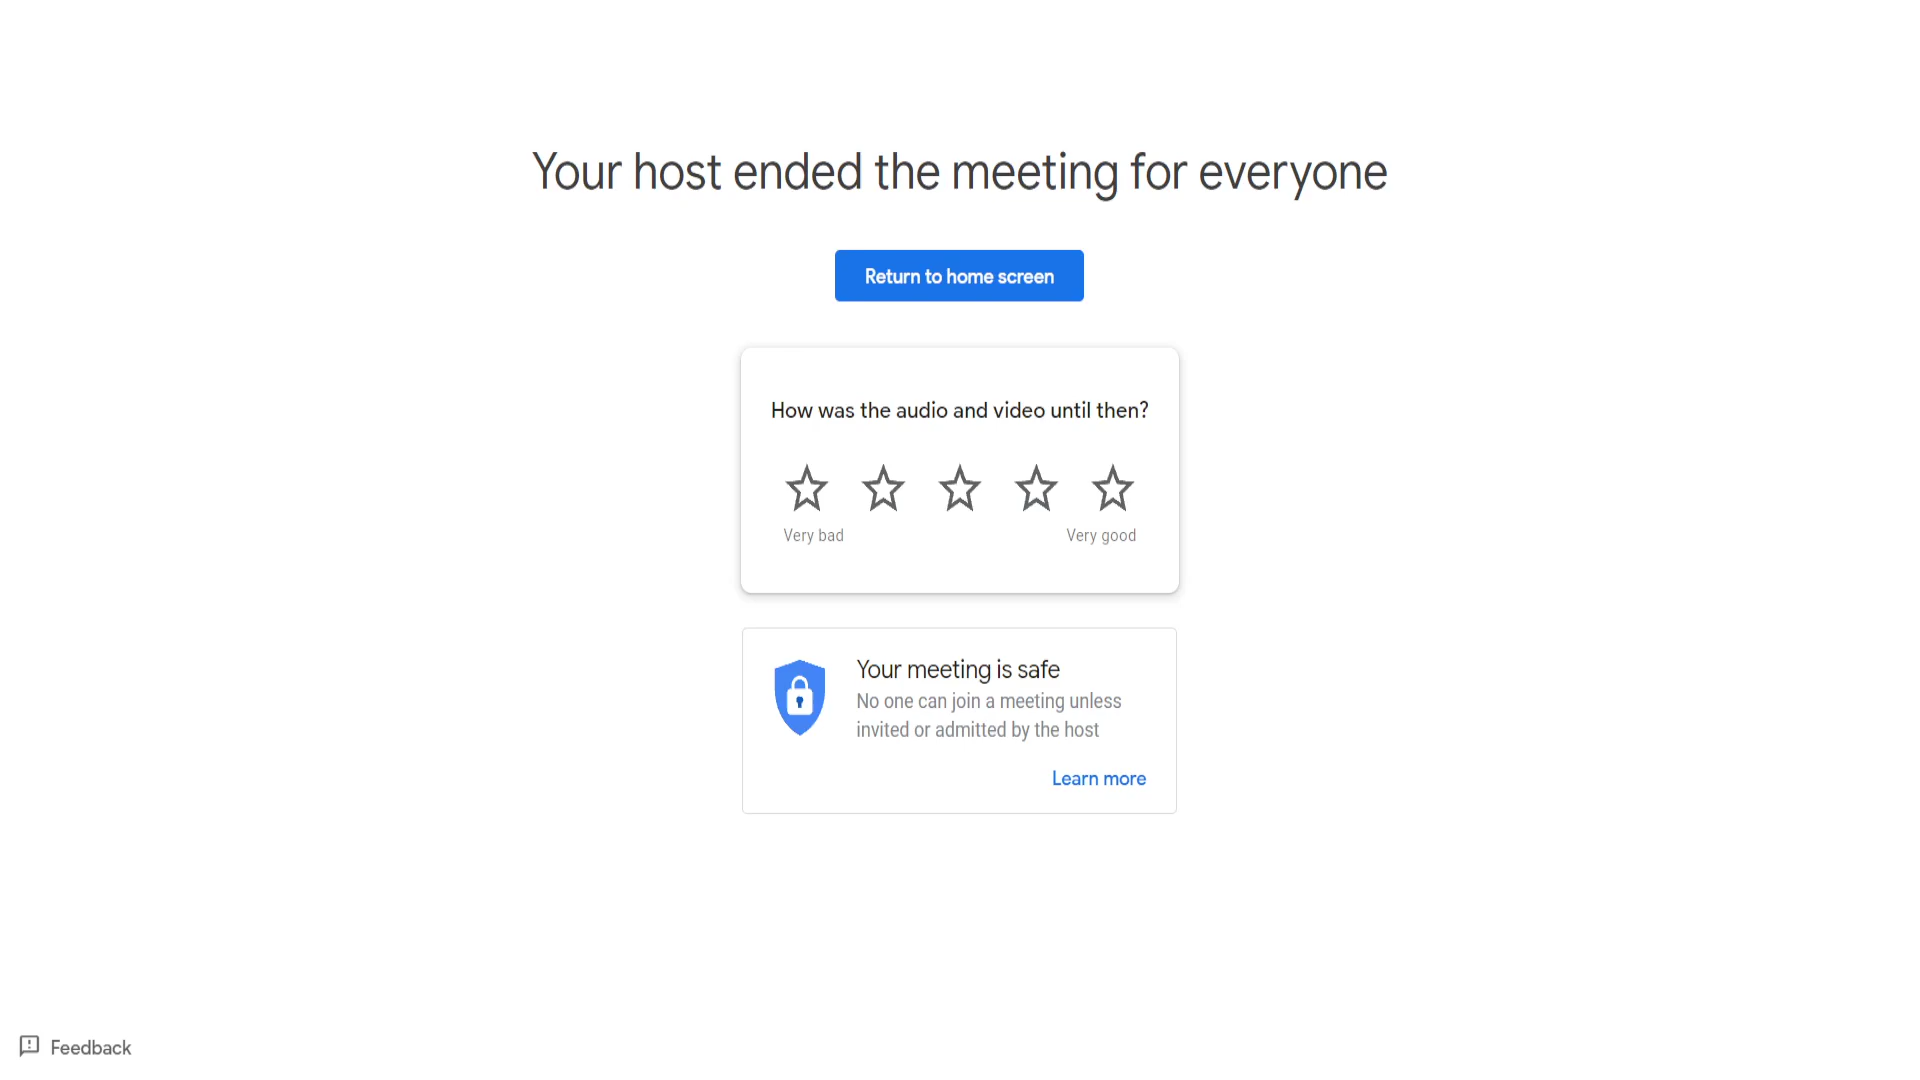 Your host ended the meeting for everyone
Return to home screen
How was the audio and video until then?
Very bad
Very good
Your meeting is safe
No one can join a meeting unless
invited or admitted by the host
Learn more
Feedback